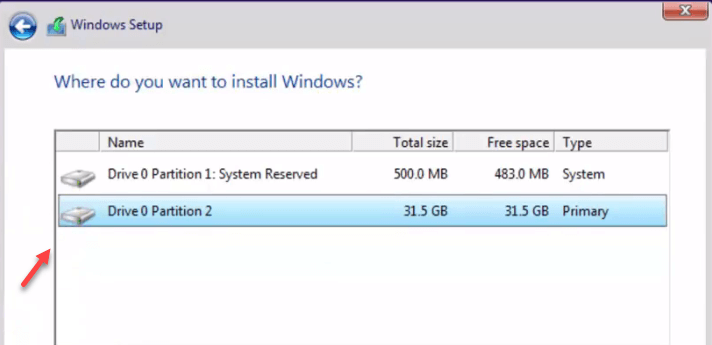 Windows Setup
Where do you want to install Windows?
Name Total size Free space Type
Drive 0 Partition 1: System Reserved 500.0 MB 483.0 MB System
Drive 0 Partition 2 31.5 GB 31.5 GB Primary